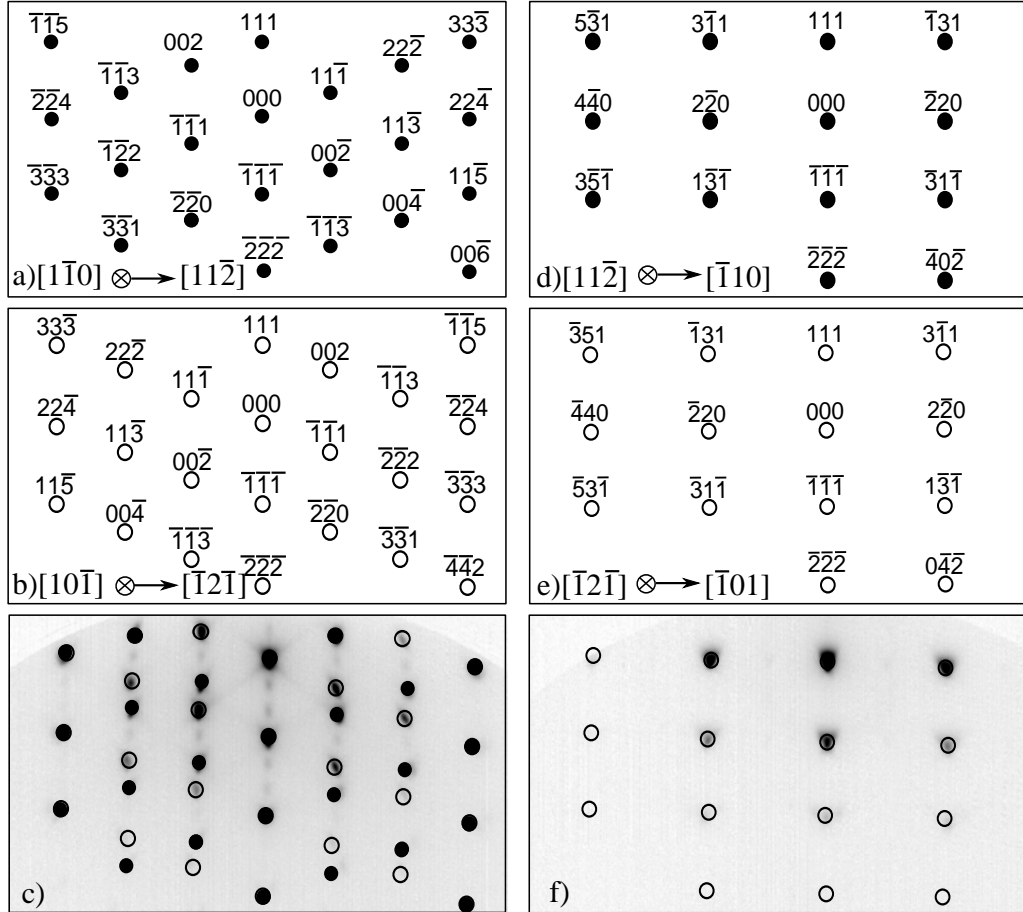 1̅1̅5 111 333̅
002 222̅
1̅1̅3 111̅
2̅2̅4 000 224̅
1̅1̅1 113̅
1̅2̅2 002̅
3̅3̅3 1̅1̅1̅ 115̅
2̅2̅0 004̅
3̅3̅1 1̅1̅3̅
2̅2̅2̅ 006̅
a)[11̅0] ⊗→ [112̅]
53̅1 31̅1 111 1̅31
44̅0 22̅0 000 2̅20
35̅1̅ 13̅1̅ 1̅1̅1̅ 3̅11̅
2̅2̅2̅ 4̅02̅
d)[112̅] ⊗→ [1̅10]
333̅ 111 1̅1̅5
222̅ 002
111̅ 1̅1̅3
224̅ 000 2̅2̅4
113̅ 1̅1̅1
002̅ 2̅2̅2
115̅ 1̅1̅1̅ 3̅3̅3
004̅ 2̅2̅0
1̅1̅3̅ 3̅3̅1
2̅2̅2̅ 4̅4̅2
b)[101̅] ⊗→ [1̅21̅]
3̅51 1̅31 111 31̅1
4̅40 2̅20 000 22̅0
5̅31̅ 3̅11̅ 1̅1̅1̅ 13̅1̅
2̅2̅2̅ 04̅2̅
e)[1̅21̅] ⊗→ [1̅01]
c)
f)